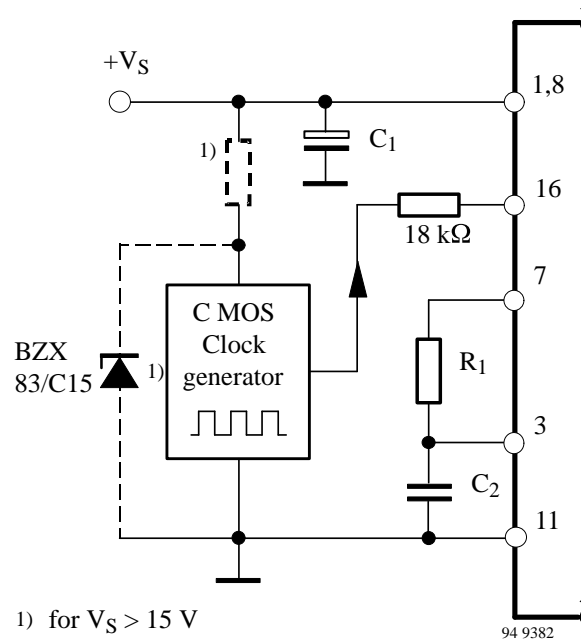 +VS
1,8
1)
C1
16
18 kΩ
7
C MOS
Clock
generator
BZX
83/C15
1)
R1
3
C2
11
1) for VS > 15 V
94 9382